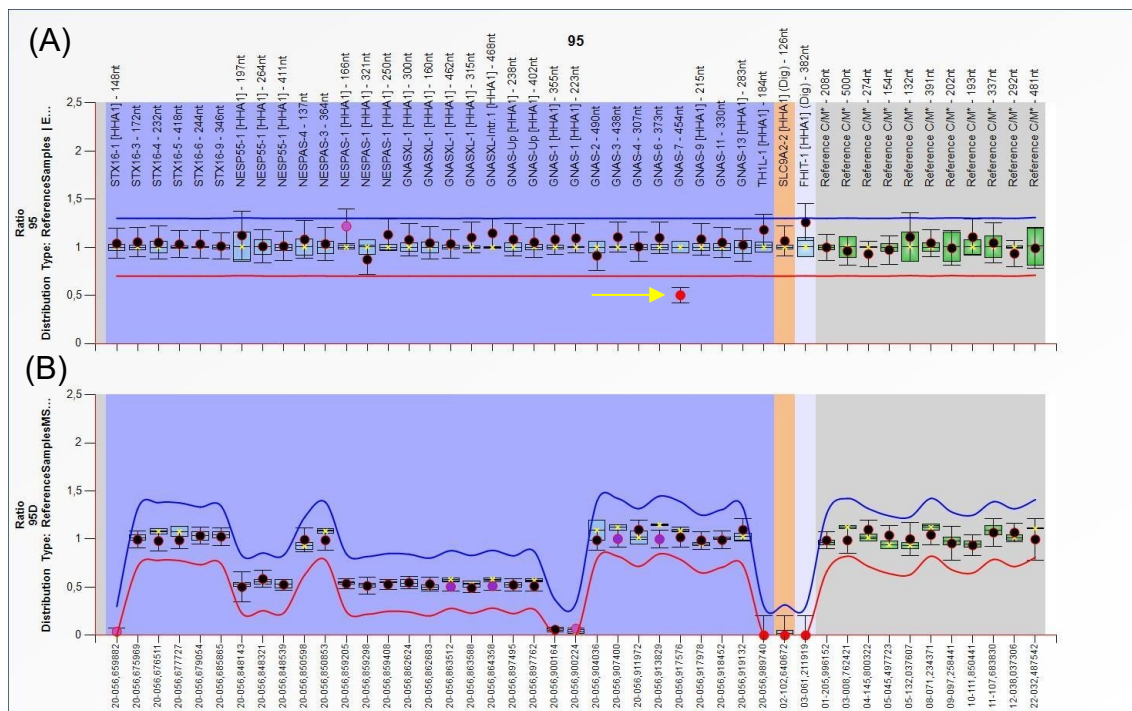 (A)
95
STX16-1 [HHA1] - 148nt
STX16-3 - 172nt
STX16-4 - 232nt
STX16-5 - 418nt
STX16-6 - 244nt
STX16-9 - 346nt
NESP55-1 [HHA1] - 197nt
NESP55-1 [HHA1] - 264nt
NESP55-1 [HHA1] - 411nt
NESPAS-4 - 137nt
NESPAS-3 - 364nt
NESPAS-1 [HHA1] - 166nt
NESPAS-1 [HHA1] - 321nt
NESPAS-1 [HHA1] - 250nt
GNASXL-1 [HHA1] - 300nt
GNASXL-1 [HHA1] - 160nt
GNASXL-1 [HHA1] - 462nt
GNASXL-1 [HHA1] - 315nt
GNASXL-Intr.1 [HHA1] - 468nt
GNAS-Up [HHA1] - 238nt
GNAS-Up [HHA1] - 402nt
GNAS-1 [HHA1] - 355nt
GNAS-1 [HHA1] - 223nt
GNAS-2 - 490nt
GNAS-3 - 438nt
GNAS-4 - 307nt
GNAS-6 - 373nt
GNAS-7 - 454nt
GNAS-9 [HHA1] - 215nt
GNAS-11 - 330nt
GNAS-13 [HHA1] - 283nt
TH1L-1 [HHA1] - 184nt
SLC9A2-2 [HHA1] (Dig) - 126nt
FHIT-1 [HHA1] (Dig) - 382nt
Reference C/M* - 208nt
Reference C/M* - 500nt
Reference C/M* - 274nt
Reference C/M* - 154nt
Reference C/M* - 132nt
Reference C/M* - 391nt
Reference C/M* - 202nt
Reference C/M* - 193nt
Reference C/M* - 337nt
Reference C/M* - 292nt
Reference C/M* - 481nt
Ratio
95
Distribution Type: ReferenceSamples | E...
2,5
2
1,5
1
0,5
0
(B)
Ratio
95D
Distribution Type: ReferenceSamplesMS...
2,5
2
1,5
1
0,5
0
20-056,659882
20-056,675969
20-056,676511
20-056,677727
20-056,679054
20-056,685865
20-056,848143
20-056,848321
20-056,848539
20-056,850598
20-056,850853
20-056,859205
20-056,859298
20-056,859408
20-056,862624
20-056,862683
20-056,863512
20-056,863588
20-056,864358
20-056,897495
20-056,897762
20-056,900164
20-056,900224
20-056,904036
20-056,907400
20-056,911972
20-056,913829
20-056,917576
20-056,917978
20-056,918452
20-056,919132
20-056,989740
02-102,640672
03-061,211919
01-205,996152
03-008,762421
04-145,800322
05-045,497723
05-132,037607
08-071,234371
09-097,258441
10-111,850441
11-107,683830
12-038,037308
22-032,487542